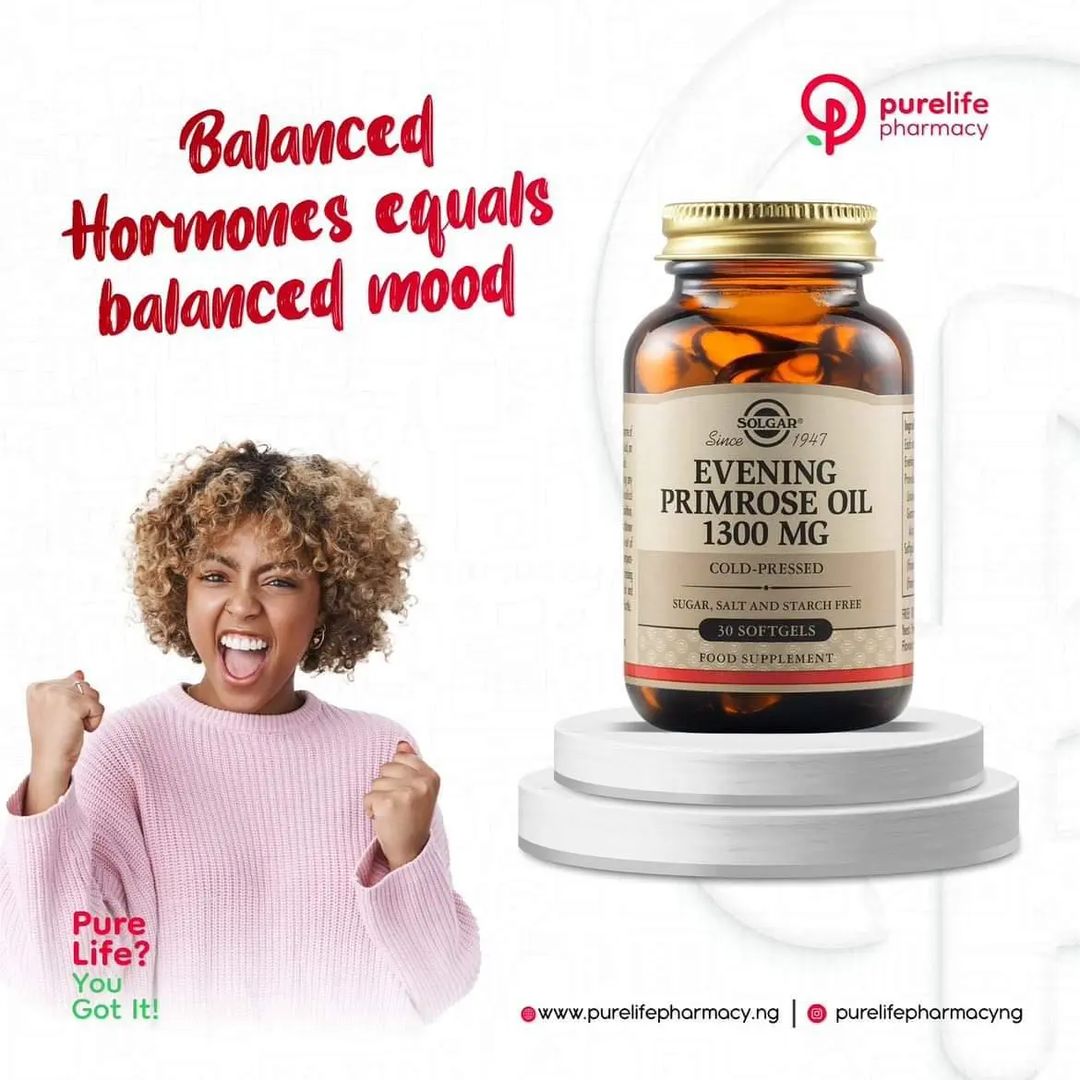 Balanced
Hormones equals
balanced mood
purelife
pharmacy
SOLGAR®
Since 1947
EVENING
PRIMROSE OIL
1300 MG
COLD-PRESSED
SUGAR, SALT AND STARCH FREE
30 SOFTGELS
FOOD SUPPLEMENT
Pure
Life?
You
Got It!
www.purelifepharmacy.ng | purelifepharmacyng